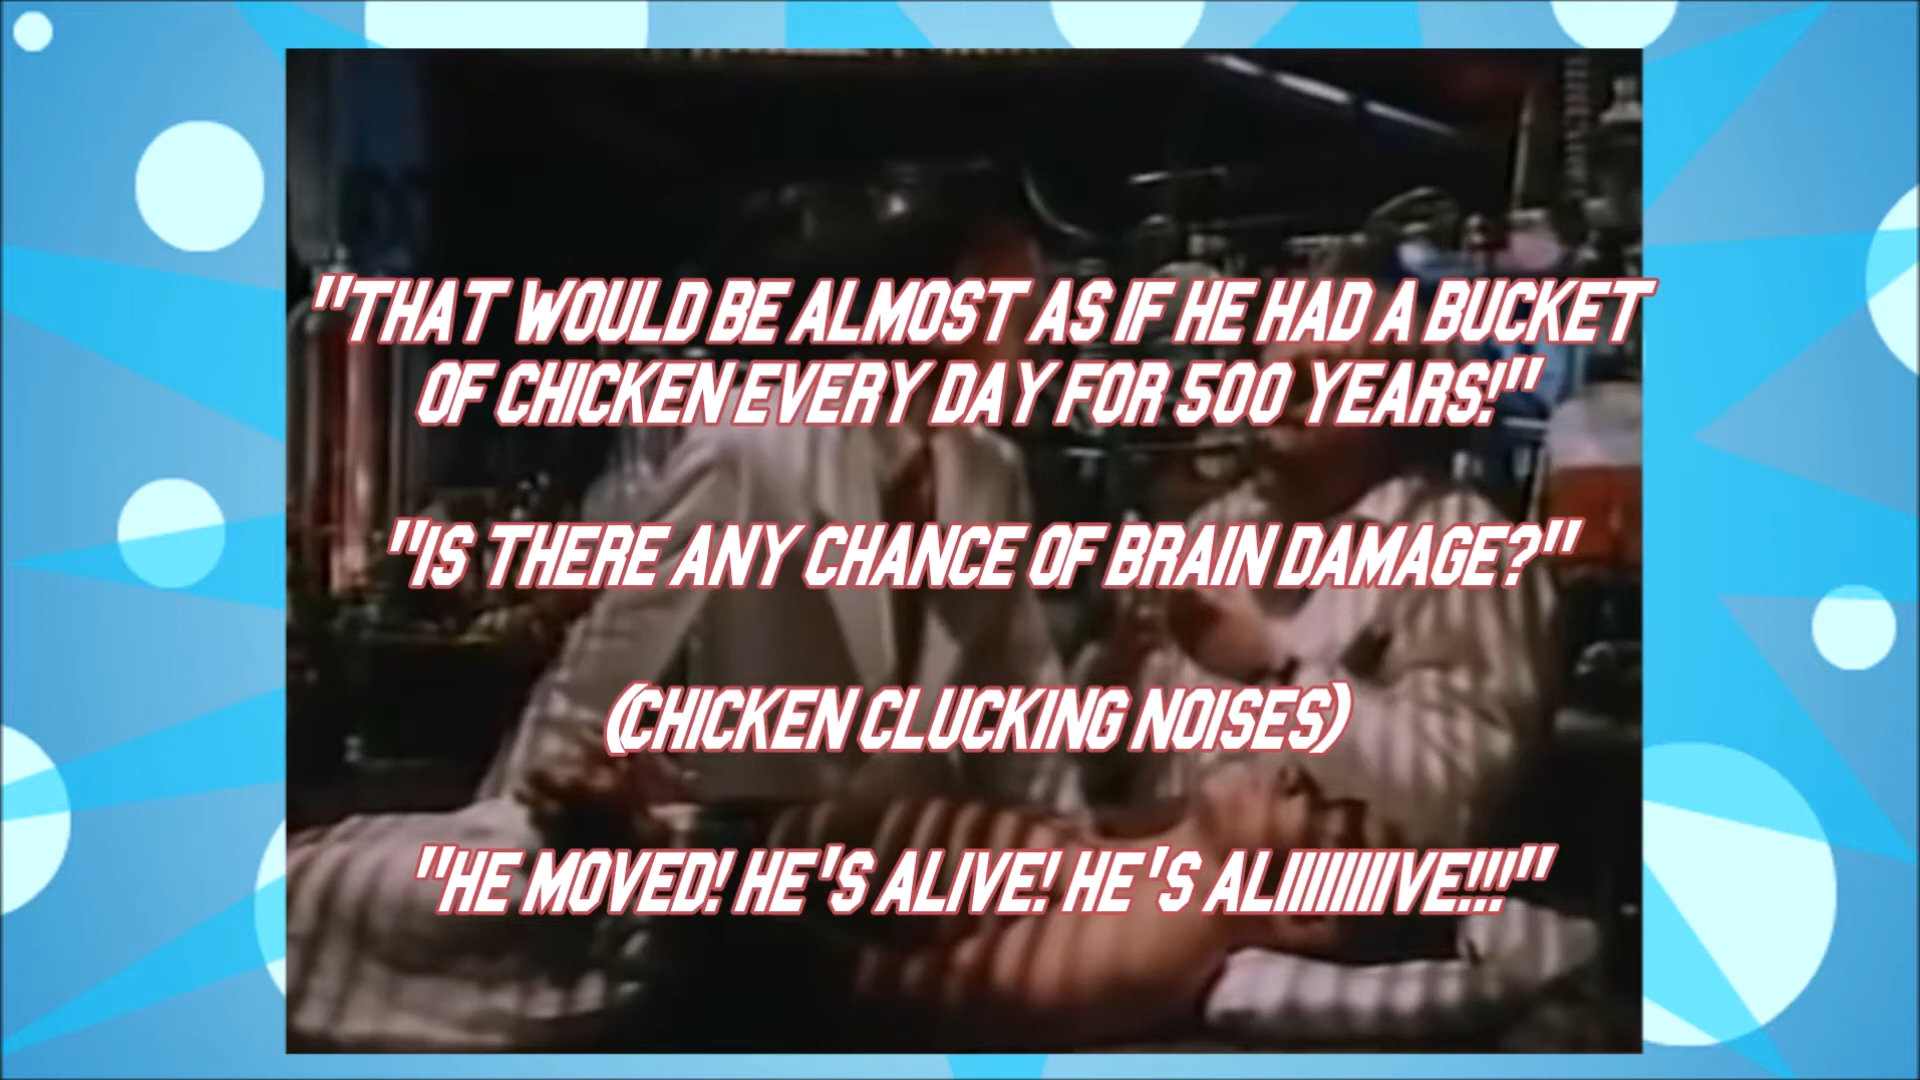 "THAT WOULD BE ALMOST AS IF HE HAD A BUCKET
OF CHICKEN EVERY DAY FOR 500 YEARS!"
"IS THERE ANY CHANCE OF BRAIN DAMAGE?"
(CHICKEN CLUCKING NOISES)
"HE MOVED! HE'S ALIVE! HE'S ALIIIIIIIIIVE!!!"